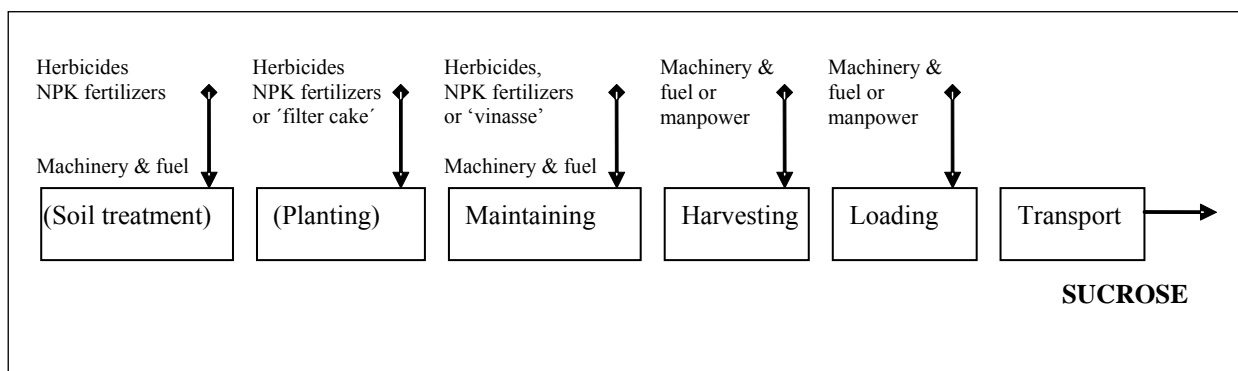 Herbicides
NPK fertilizers
Machinery & fuel
(Soil treatment)
Herbicides
NPK fertilizers
or ´filter cake´
(Planting)
Herbicides,
NPK fertilizers
or ‘vinasse’
Machinery & fuel
Maintaining
Machinery &
fuel or
manpower
Harvesting
Machinery &
fuel or
manpower
Loading
Transport
SUCROSE